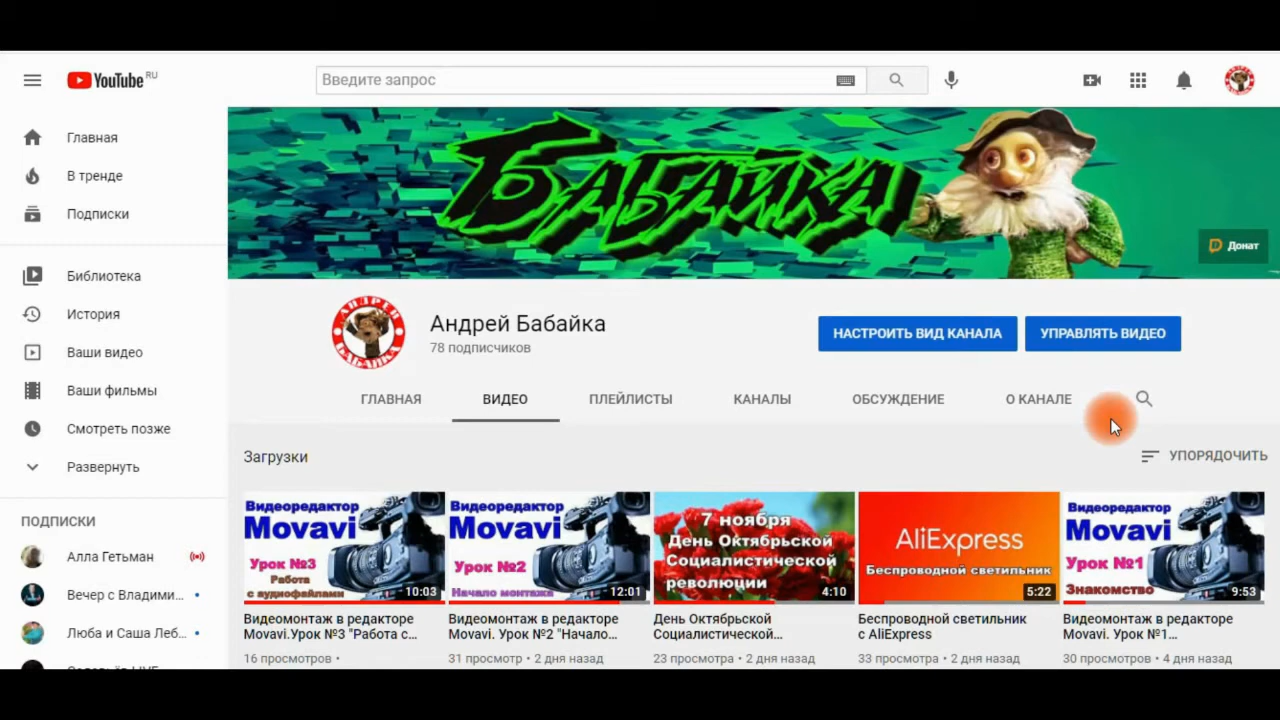 YouTube RU
Введите запрос
Главная
В тренде
Подписки
Библиотека
История
Ваши видео
Ваши фильмы
Смотреть позже
Развернуть
ПОДПИСКИ
Алла Гетьман
Вечер с Владими...
Люба и Саша Леб...
БАБАЙКА
Донат
АНДРЕЙ
БАБАЙКА
Андрей Бабайка
78 подписчиков
НАСТРОИТЬ ВИД КАНАЛА
УПРАВЛЯТЬ ВИДЕО
ГЛАВНАЯ
ВИДЕО
ПЛЕЙЛИСТЫ
КАНАЛЫ
ОБСУЖДЕНИЕ
О КАНАЛЕ
Загрузки
УПОРЯДОЧИТЬ
Видеоредактор
Movavi
Урок №3
Работа
с аудиофайлами
10:03
Видеомонтаж в редакторе
Movavi.Урок №3 "Работа с...
16 просмотров •
Видеоредактор
Movavi
Урок №2
Начало монтажа
12:01
Видеомонтаж в редакторе
Movavi. Урок №2 "Начало...
31 просмотр • 2 дня назад
7 ноября
День Октябрьской
Социалистической
революции
4:10
День Октябрьской
Социалистической...
23 просмотра • 2 дня назад
AliExpress
Беспроводной светильник
5:22
Беспроводной светильник
с AliExpress
33 просмотра • 2 дня назад
Видеоредактор
Movavi
Урок №1
Знакомство
9:53
Видеомонтаж в редакторе
Movavi. Урок №1...
30 просмотров • 4 дня назад